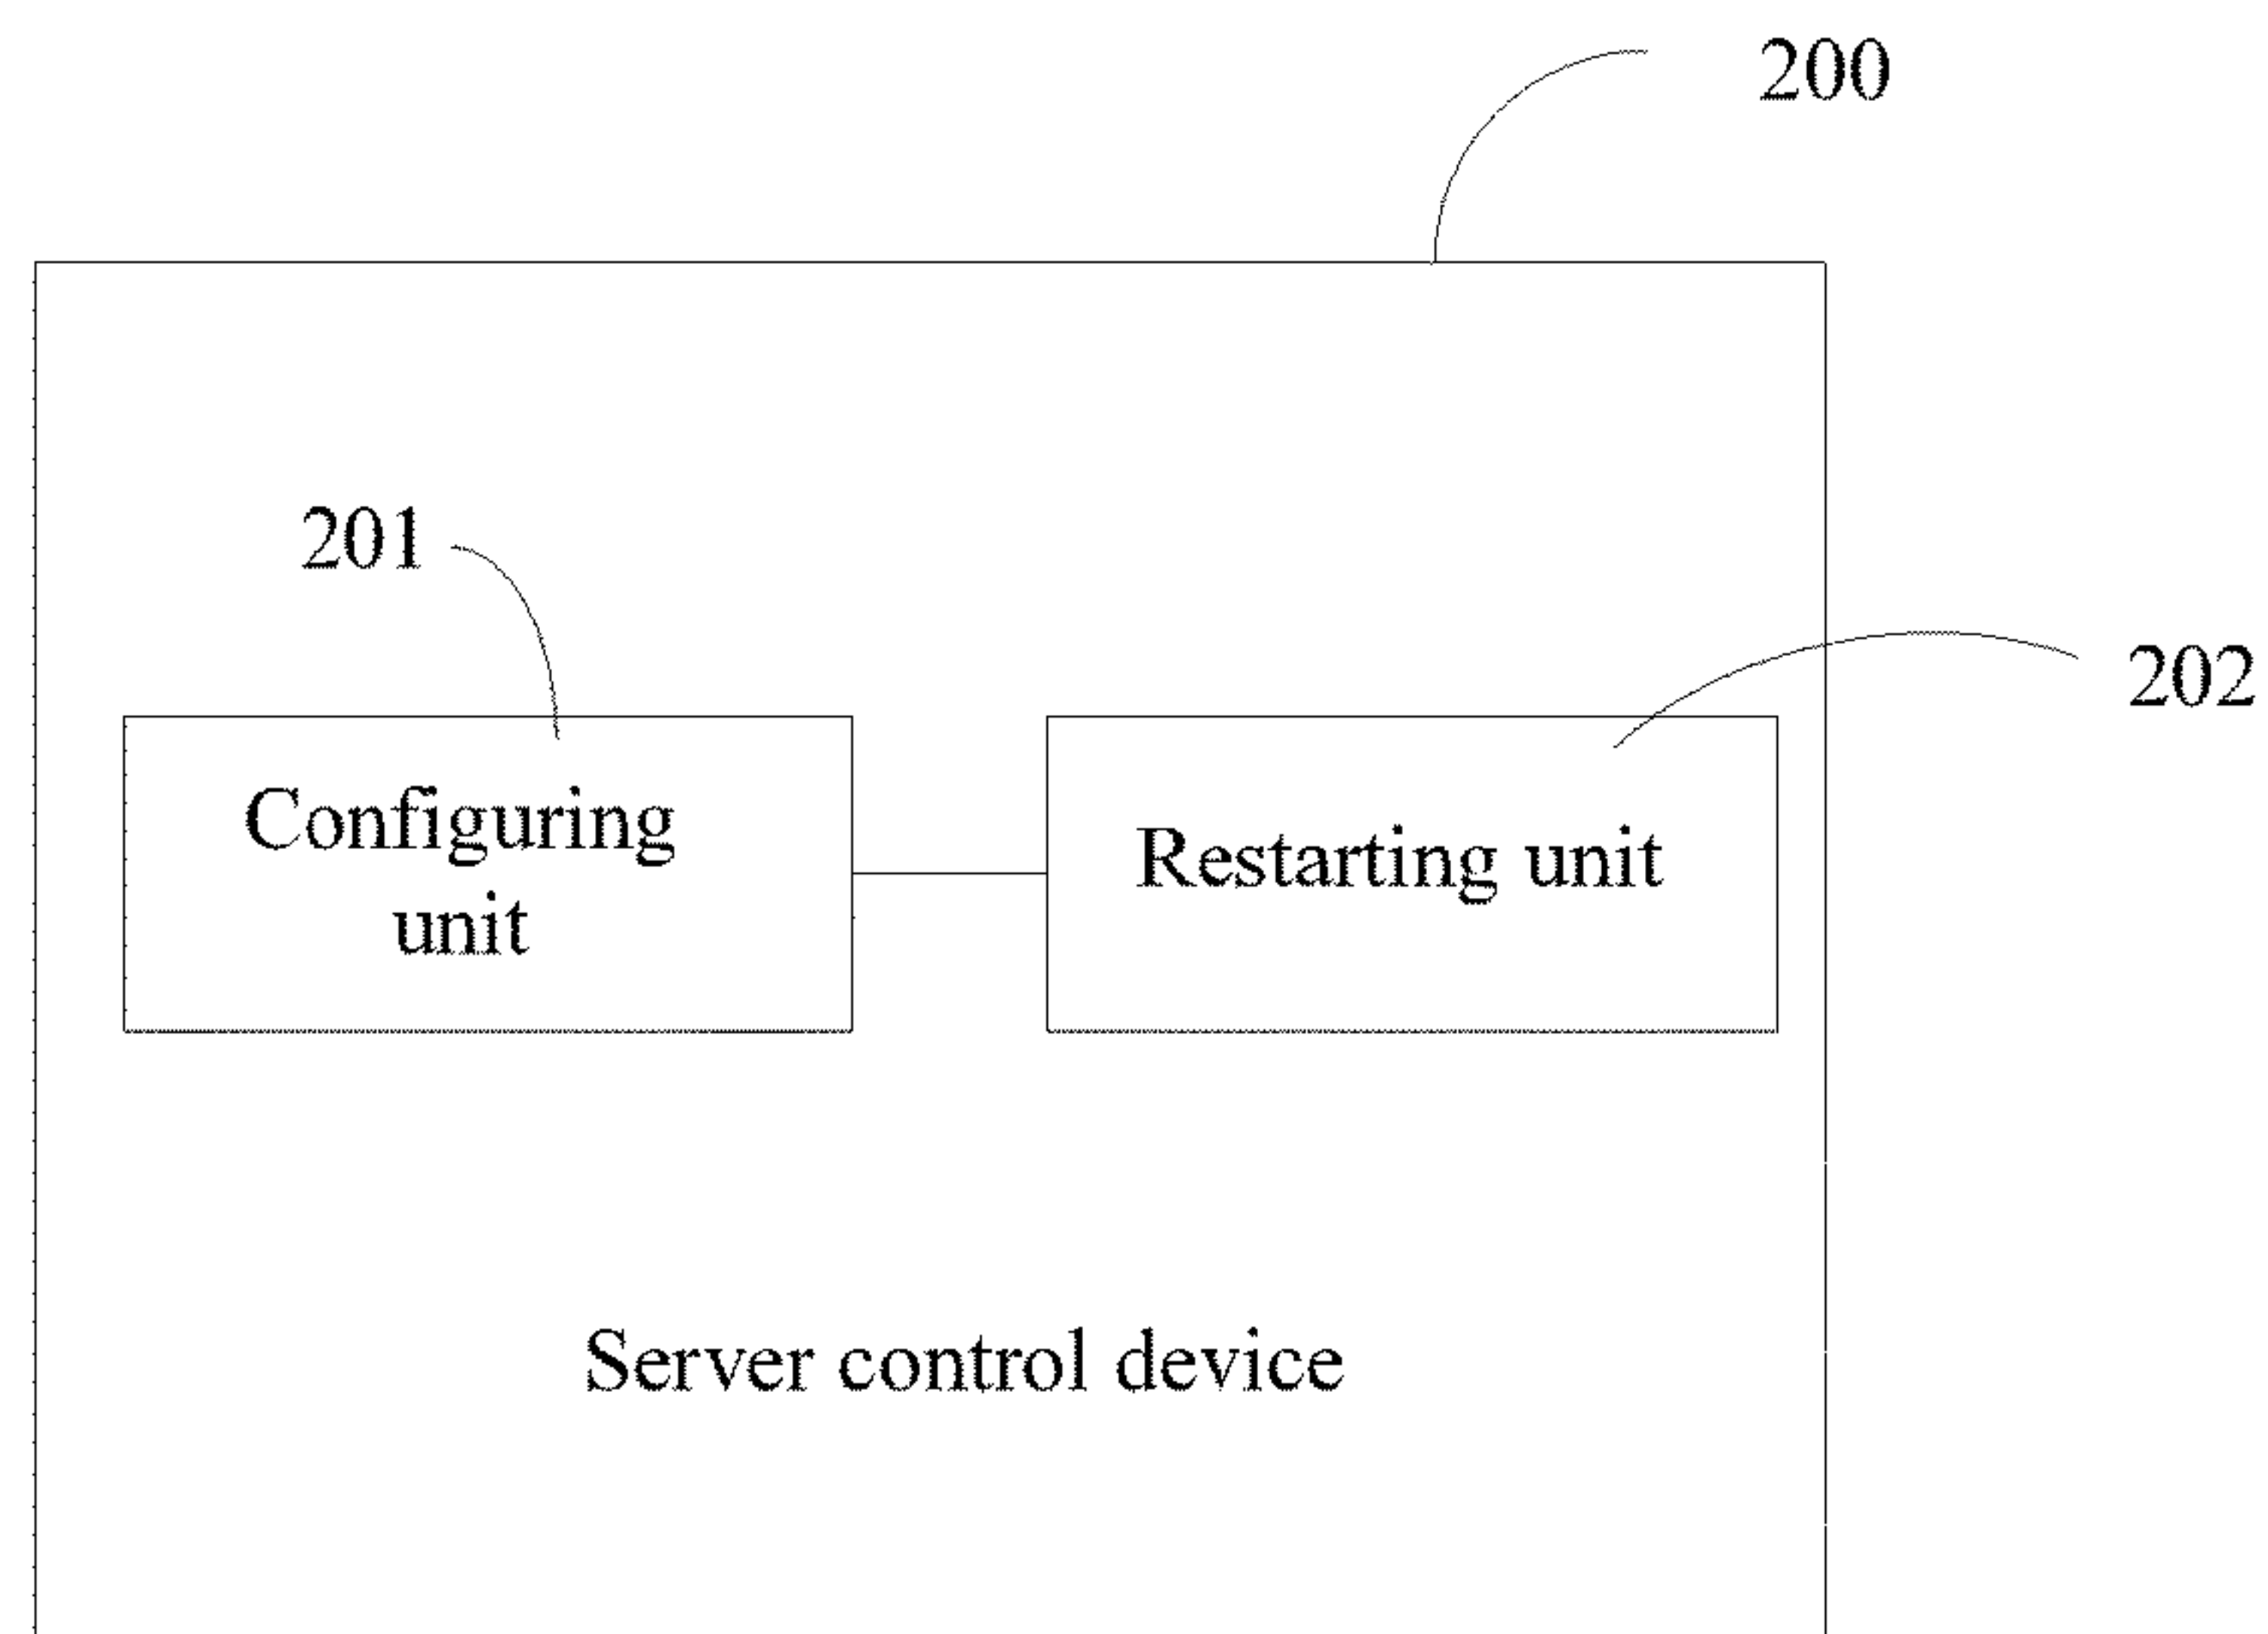 200
201
202
Configuring
unit
Restarting unit
Server control device